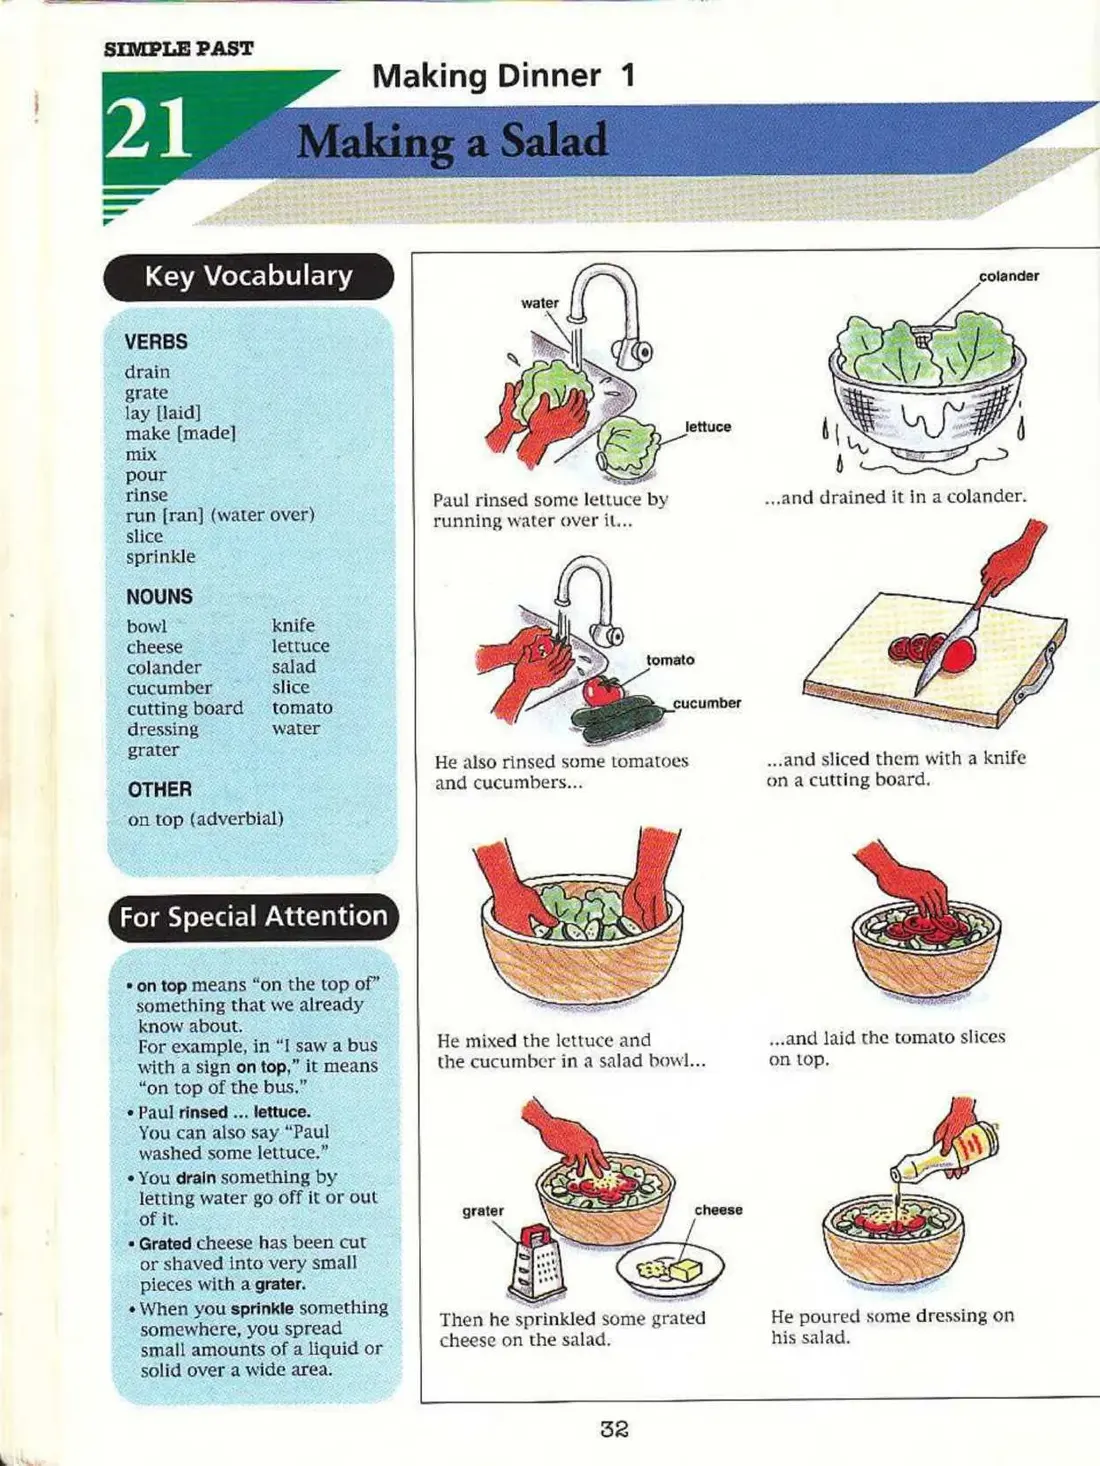 SIMPLE PAST
Making Dinner 1
21
Making a Salad
Key Vocabulary
VERBS
drain
grate
lay [laid]
make [made]
mix
pour
rinse
run [ran] (water over)
slice
sprinkle
NOUNS
bowl
cheese
colander
cucumber
cutting board
dressing
grater
knife
lettuce
salad
slice
tomato
water
OTHER
on top (adverbial)
For Special Attention
• on top means “on the top of”
something that we already
know about.
For example, in “I saw a bus
with a sign on top,” it means
“on top of the bus.”
• Paul rinsed ... lettuce.
You can also say “Paul
washed some lettuce.”
• You drain something by
letting water go off it or out
of it.
• Grated cheese has been cut
or shaved into very small
pieces with a grater.
• When you sprinkle something
somewhere, you spread
small amounts of a liquid or
solid over a wide area.
water
lettuce
Paul rinsed some lettuce by
running water over it...
colander
...and drained it in a colander.
tomato
cucumber
He also rinsed some tomatoes
and cucumbers...
...and sliced them with a knife
on a cutting board.
He mixed the lettuce and
the cucumber in a salad bowl...
...and laid the tomato slices
on top.
grater
cheese
Then he sprinkled some grated
cheese on the salad.
He poured some dressing on
his salad.
32